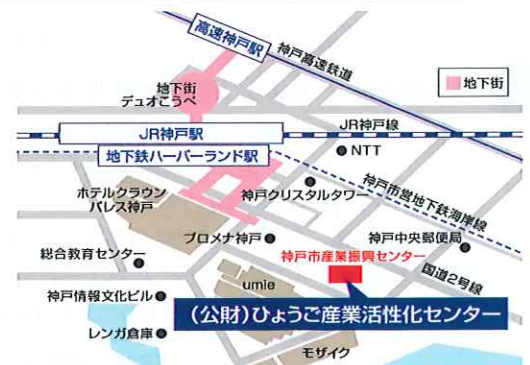 高速神戸駅
神戸高速鉄道
地下街
デュオこうべ
地下街
JR神戸駅
JR神戸線
地下鉄ハーバーランド駅
NTT
神戸市営地下鉄海岸線
ホテルクラウン
パレス神戸
神戸クリスタルタワー
プロメナ神戸
神戸中央郵便局
神戸市産業振興センター
総合教育センター
国道2号線
umie
神戸情報文化ビル
(公財)ひょうご産業活性化センター
レンガ倉庫
モザイク